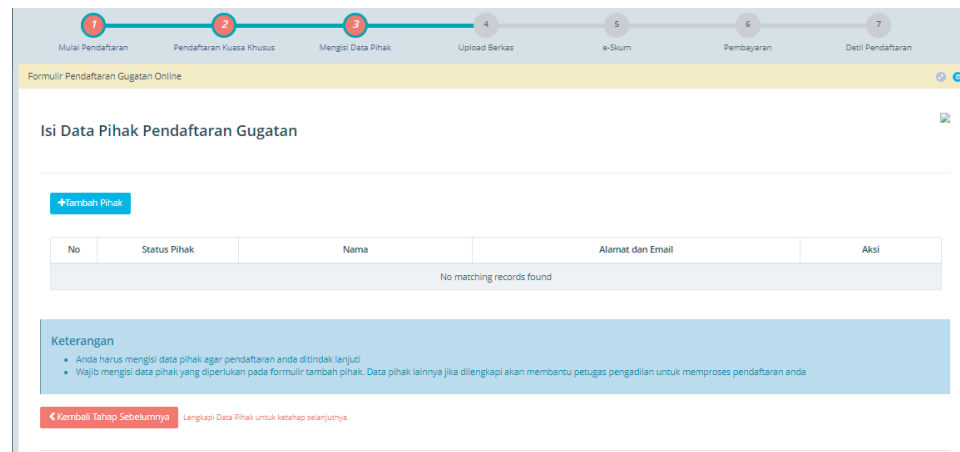 1 2 3 4 5 6 7
Mulai Pendaftaran Pendaftaran Kuasa Khusus Mengisi Data Pihak Upload Berkas e-Skum Pembayaran Detil Pendaftaran
Formulir Pendaftaran Gugatan Online
Isi Data Pihak Pendaftaran Gugatan
+Tambah Pihak
No Status Pihak Nama Alamat dan Email Aksi
No matching records found
Keterangan
• Anda harus mengisi data pihak agar pendaftaran anda ditindak lanjuti
• Wajib mengisi data pihak yang diperlukan pada formulir tambah pihak. Data pihak lainnya jika dilengkapi akan membantu petugas pengadilan untuk memproses pendaftaran anda
Kembali Tahap Sebelumnya Lengkapi Data Pihak untuk ketahap selanjutnya.